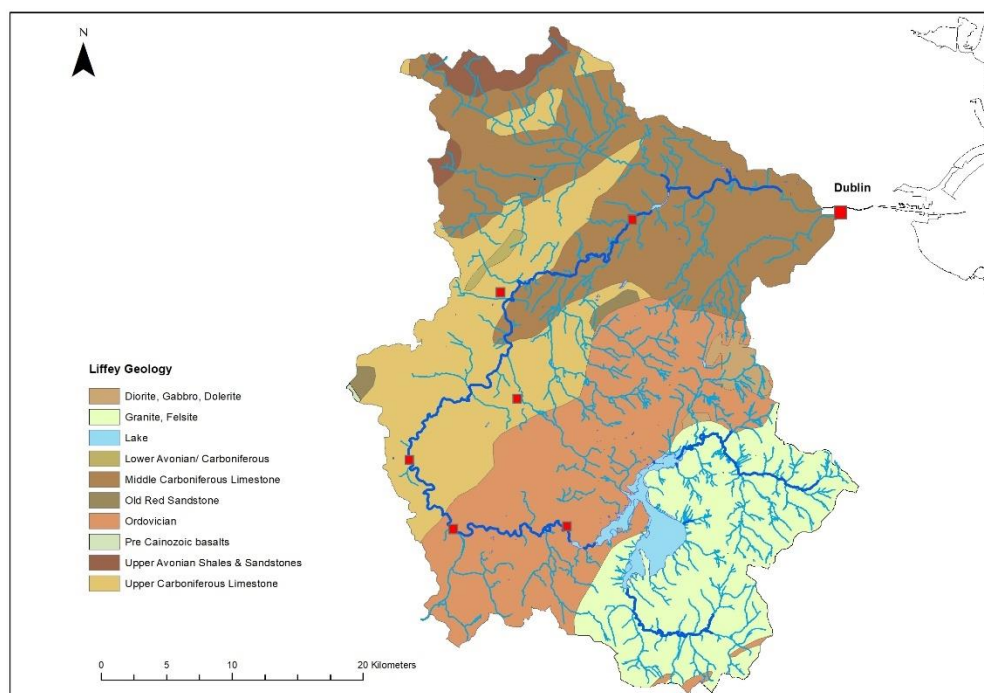 N
Dublin
Liffey Geology
Diorite, Gabbro, Dolerite
Granite, Felsite
Lake
Lower Avonian/ Carboniferous
Middle Carboniferous Limestone
Old Red Sandstone
Ordovician
Pre Cainozoic basalts
Upper Avonian Shales & Sandstones
Upper Carboniferous Limestone
0 5 10 20 Kilometers